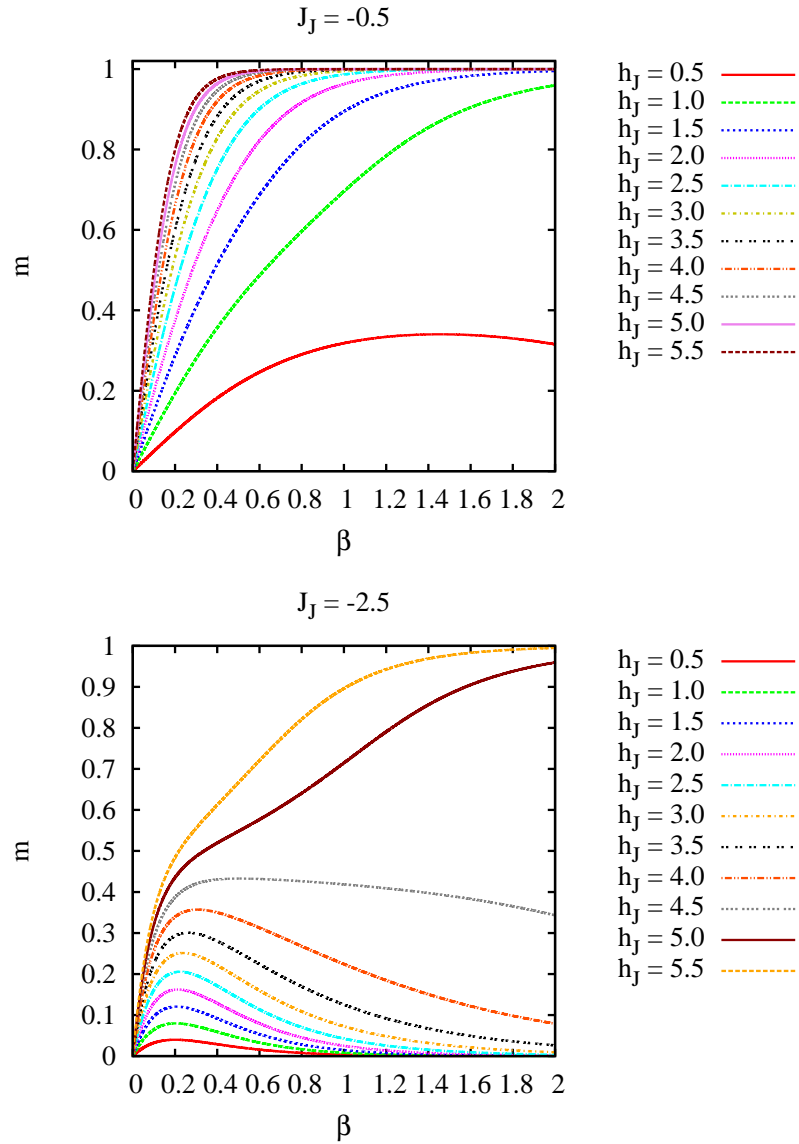 J_J = -0.5
1
0.8
0.6
0.4
0.2
0
m
0 0.2 0.4 0.6 0.8 1 1.2 1.4 1.6 1.8 2
β
h_J = 0.5
h_J = 1.0
h_J = 1.5
h_J = 2.0
h_J = 2.5
h_J = 3.0
h_J = 3.5
h_J = 4.0
h_J = 4.5
h_J = 5.0
h_J = 5.5
J_J = -2.5
1
0.9
0.8
0.7
0.6
0.5
0.4
0.3
0.2
0.1
0
m
0 0.2 0.4 0.6 0.8 1 1.2 1.4 1.6 1.8 2
β
h_J = 0.5
h_J = 1.0
h_J = 1.5
h_J = 2.0
h_J = 2.5
h_J = 3.0
h_J = 3.5
h_J = 4.0
h_J = 4.5
h_J = 5.0
h_J = 5.5